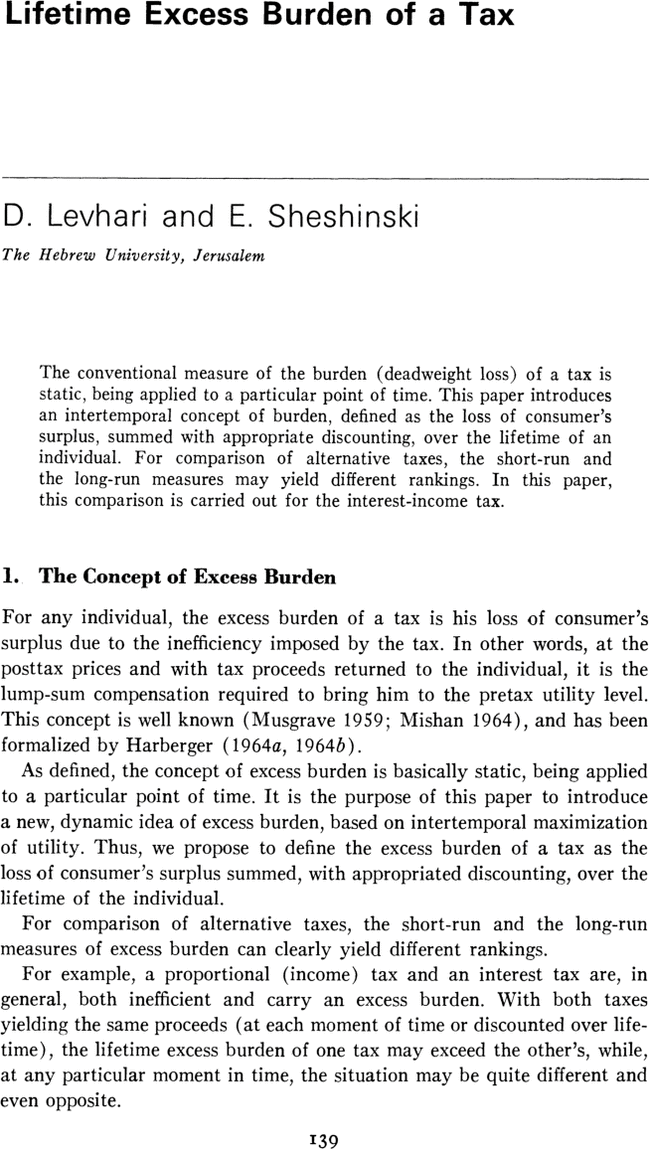 Lifetime Excess Burden of a Tax
D. Levhari and E. Sheshinski
The Hebrew University, Jerusalem
The conventional measure of the burden (deadweight loss) of a tax is
static, being applied to a particular point of time. This paper introduces
an intertemporal concept of burden, defined as the loss of consumer's
surplus, summed with appropriate discounting, over the lifetime of an
individual. For comparison of alternative taxes, the short-run and
the long-run measures may yield different rankings. In this paper,
this comparison is carried out for the interest-income tax.
1. The Concept of Excess Burden
For any individual, the excess burden of a tax is his loss of consumer's
surplus due to the inefficiency imposed by the tax. In other words, at the
posttax prices and with tax proceeds returned to the individual, it is the
lump-sum compensation required to bring him to the pretax utility level.
This concept is well known (Musgrave 1959; Mishan 1964), and has been
formalized by Harberger (1964a, 1964b).
As defined, the concept of excess burden is basically static, being applied
to a particular point of time. It is the purpose of this paper to introduce
a new, dynamic idea of excess burden, based on intertemporal maximization
of utility. Thus, we propose to define the excess burden of a tax as the
loss of consumer's surplus summed, with appropriated discounting, over the
lifetime of the individual.
For comparison of alternative taxes, the short-run and the long-run
measures of excess burden can clearly yield different rankings.
For example, a proportional (income) tax and an interest tax are, in
general, both inefficient and carry an excess burden. With both taxes
yielding the same proceeds (at each moment of time or discounted over life-
time), the lifetime excess burden of one tax may exceed the other's, while,
at any particular moment in time, the situation may be quite different and
even opposite.
139